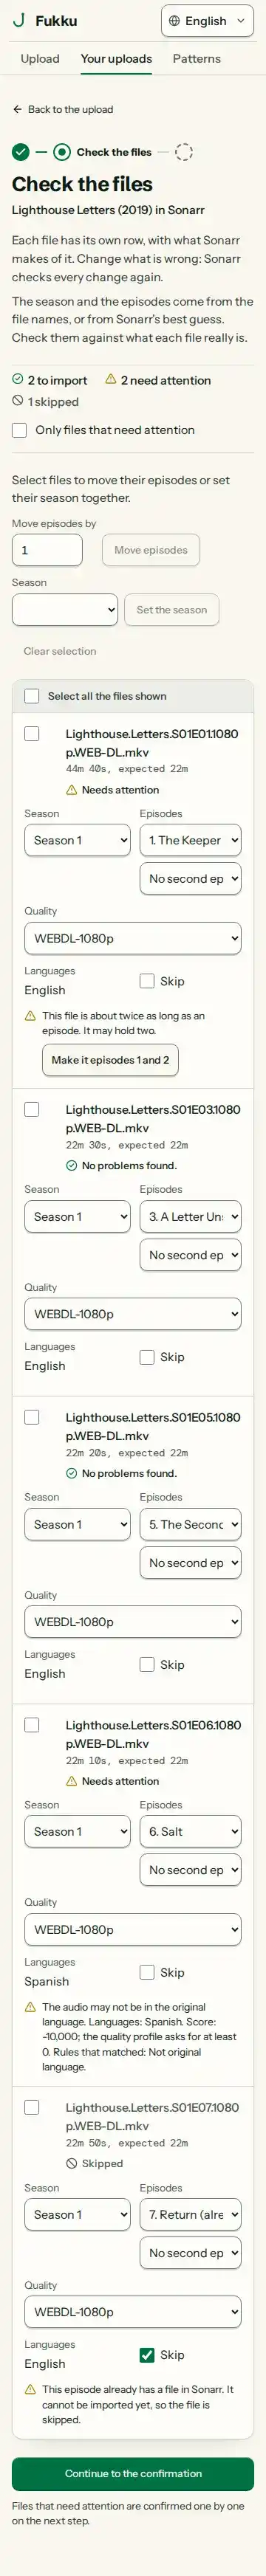 Fukku
English
Upload
Your uploads
Patterns
Back to the upload
Check the files
Check the files
Lighthouse Letters (2019) in Sonarr
Each file has its own row, with what Sonarr
makes of it. Change what is wrong: Sonarr
checks every change again.
The season and the episodes come from the
file names, or from Sonarr's best guess.
Check them against what each file really is.
2 to import
2 need attention
1 skipped
Only files that need attention
Select files to move their episodes or set
their season together.
Move episodes by
1
Move episodes
Season
Set the season
Clear selection
Select all the files shown
Lighthouse.Letters.S01E01.1080
p.WEB-DL.mkv
44m 40s, expected 22m
Needs attention
Season
Episodes
Season 1
1. The Keeper
No second ep
Quality
WEBDL-1080p
Languages
English
Skip
This file is about twice as long as an
episode. It may hold two.
Make it episodes 1 and 2
Lighthouse.Letters.S01E03.1080
p.WEB-DL.mkv
22m 30s, expected 22m
No problems found.
Season
Episodes
Season 1
3. A Letter Uns
No second ep
Quality
WEBDL-1080p
Languages
English
Skip
Lighthouse.Letters.S01E05.1080
p.WEB-DL.mkv
22m 20s, expected 22m
No problems found.
Season
Episodes
Season 1
5. The Second
No second ep
Quality
WEBDL-1080p
Languages
English
Skip
Lighthouse.Letters.S01E06.1080
p.WEB-DL.mkv
22m 10s, expected 22m
Needs attention
Season
Episodes
Season 1
6. Salt
No second ep
Quality
WEBDL-1080p
Languages
Spanish
Skip
The audio may not be in the original
language. Languages: Spanish. Score:
-10,000; the quality profile asks for at least
0. Rules that matched: Not original
language.
Lighthouse.Letters.S01E07.1080
p.WEB-DL.mkv
22m 50s, expected 22m
Skipped
Season
Episodes
Season 1
7. Return (alre
No second ep
Quality
WEBDL-1080p
Languages
English
Skip
This episode already has a file in Sonarr. It
cannot be imported yet, so the file is
skipped.
Continue to the confirmation
Files that need attention are confirmed one by one
on the next step.